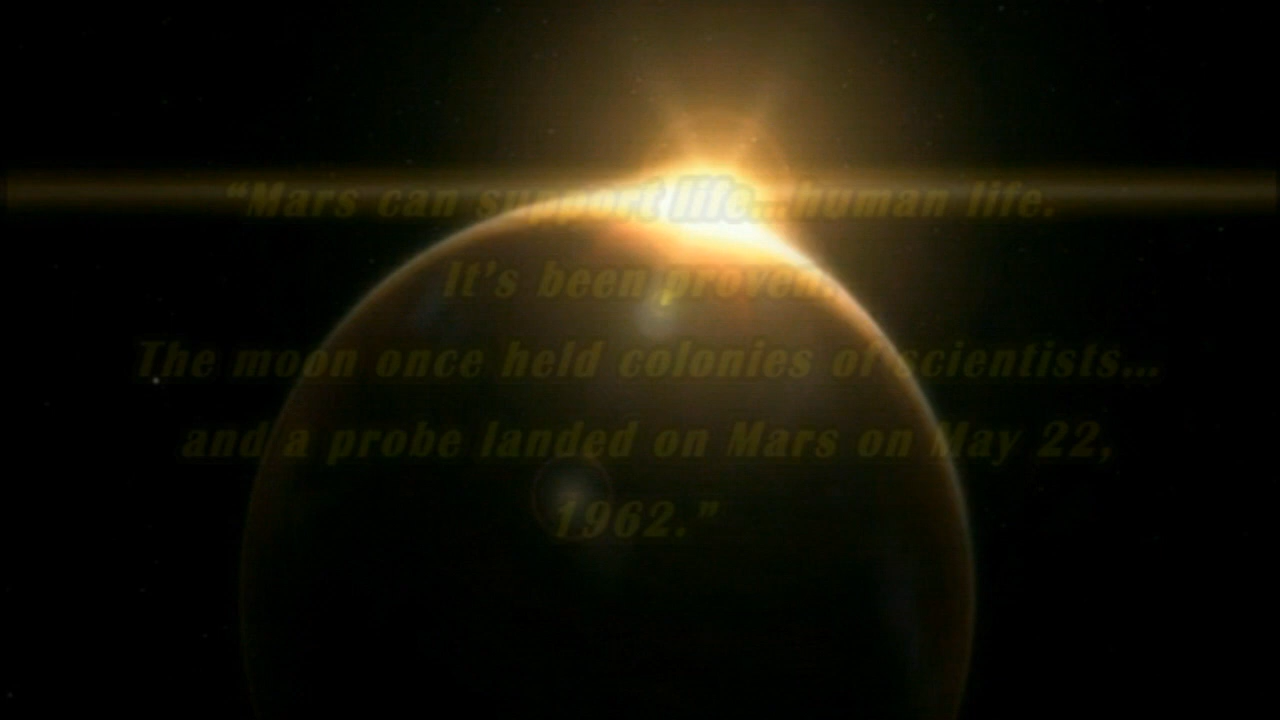 “Mars can support life...human life.
It’s been proven.
The moon once held colonies of scientists...
and a probe landed on Mars on May 22,
1962.”